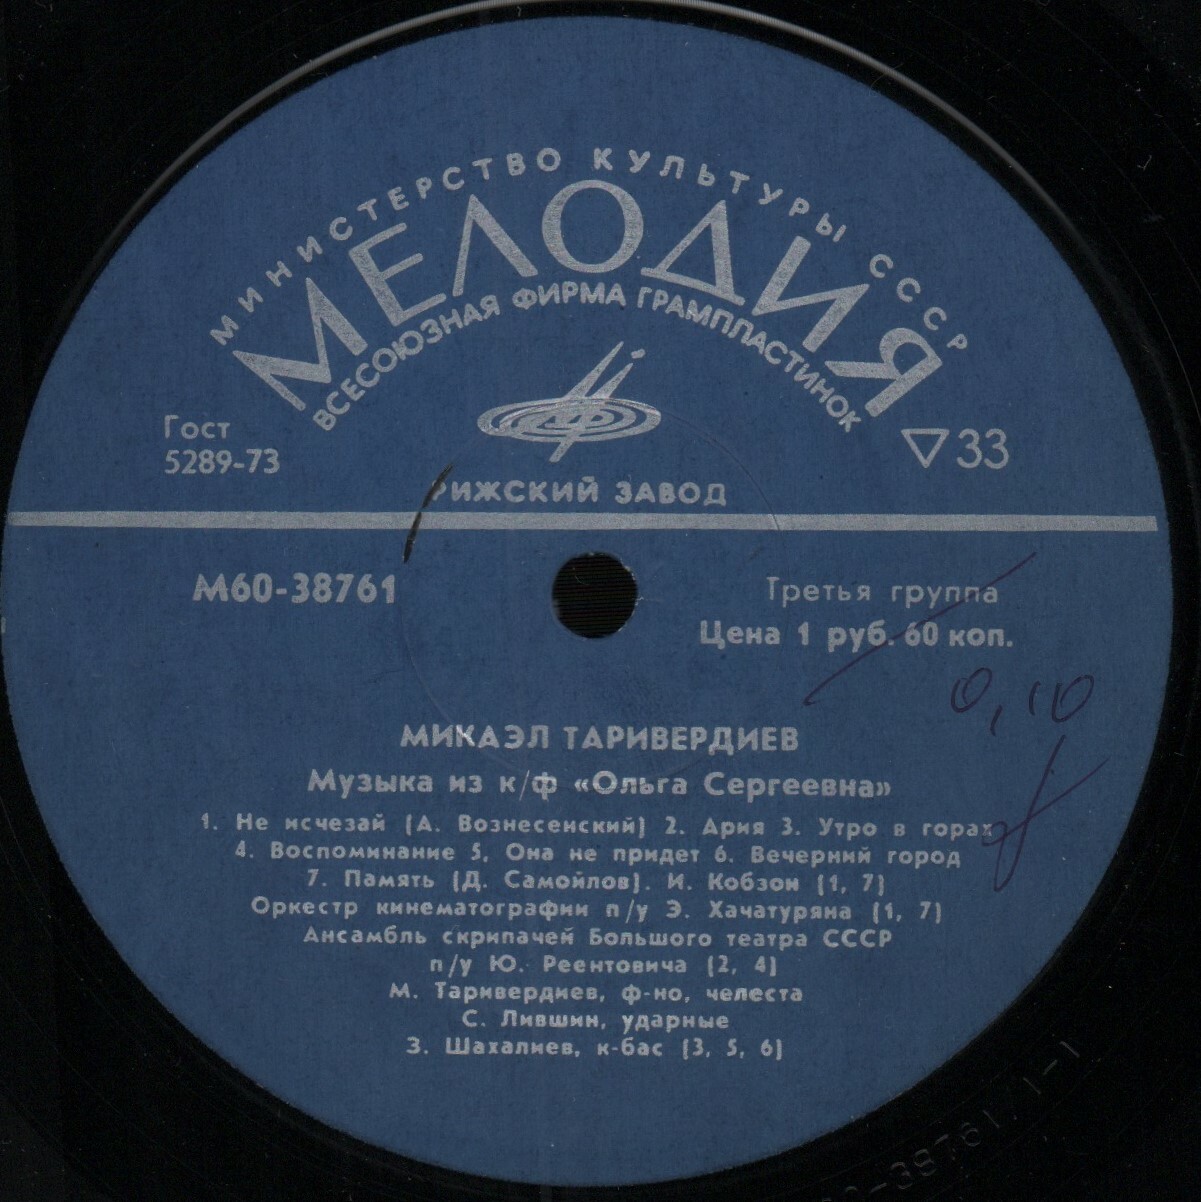 МИНИСТЕРСТВО КУЛЬТУРЫ СССР
МЕЛОДИЯ
ВСЕСОЮЗНАЯ ФИРМА ГРАМПЛАСТИНОК
Гост
5289-73
▽33
РИЖСКИЙ ЗАВОД
М60-38761
Третья группа
Цена 1 руб. 60 коп.
0,10
МИКАЭЛ ТАРИВЕРДИЕВ
Музыка из к/ф «Ольга Сергеевна»
1. Не исчезай (А. Вознесенский) 2. Ария 3. Утро в горах
4. Воспоминание 5. Она не придет 6. Вечерний город
7. Память (Д. Самойлов). И. Кобзон (1, 7)
Оркестр кинематографии п/у Э. Хачатуряна (1, 7)
Ансамбль скрипачей Большого театра СССР
п/у Ю. Реентовича (2, 4)
М. Таривердиев, ф-но, челеста
С. Лившин, ударные
З. Шахалиев, к-бас (3, 5, 6)
0-38761/1-1